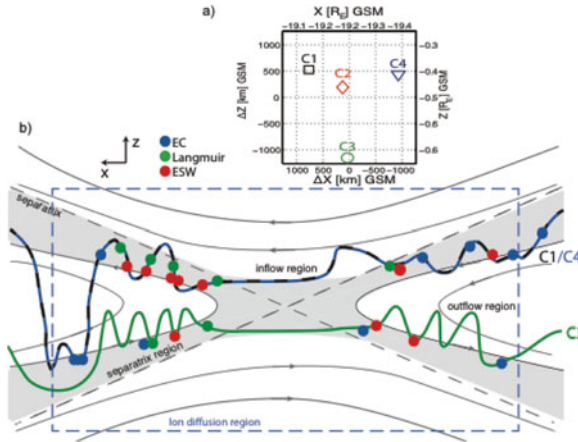 a)
X [R_E] GSM
-19.1 -19.1 -19.2 -19.2 -19.3 -19.4
1000
500
0
-500
-1000
ΔZ [km] GSM
C1
C2
C4
C3
-0.3
-0.4
-0.5
-0.6
Z [R_E] GSM
1000 500 0 -500 -1000
ΔX [km] GSM
b)
Z
X
EC
Langmuir
ESW
separatrix
C1/C4
inflow region
outflow region
separatrix region
Ion diffusion region